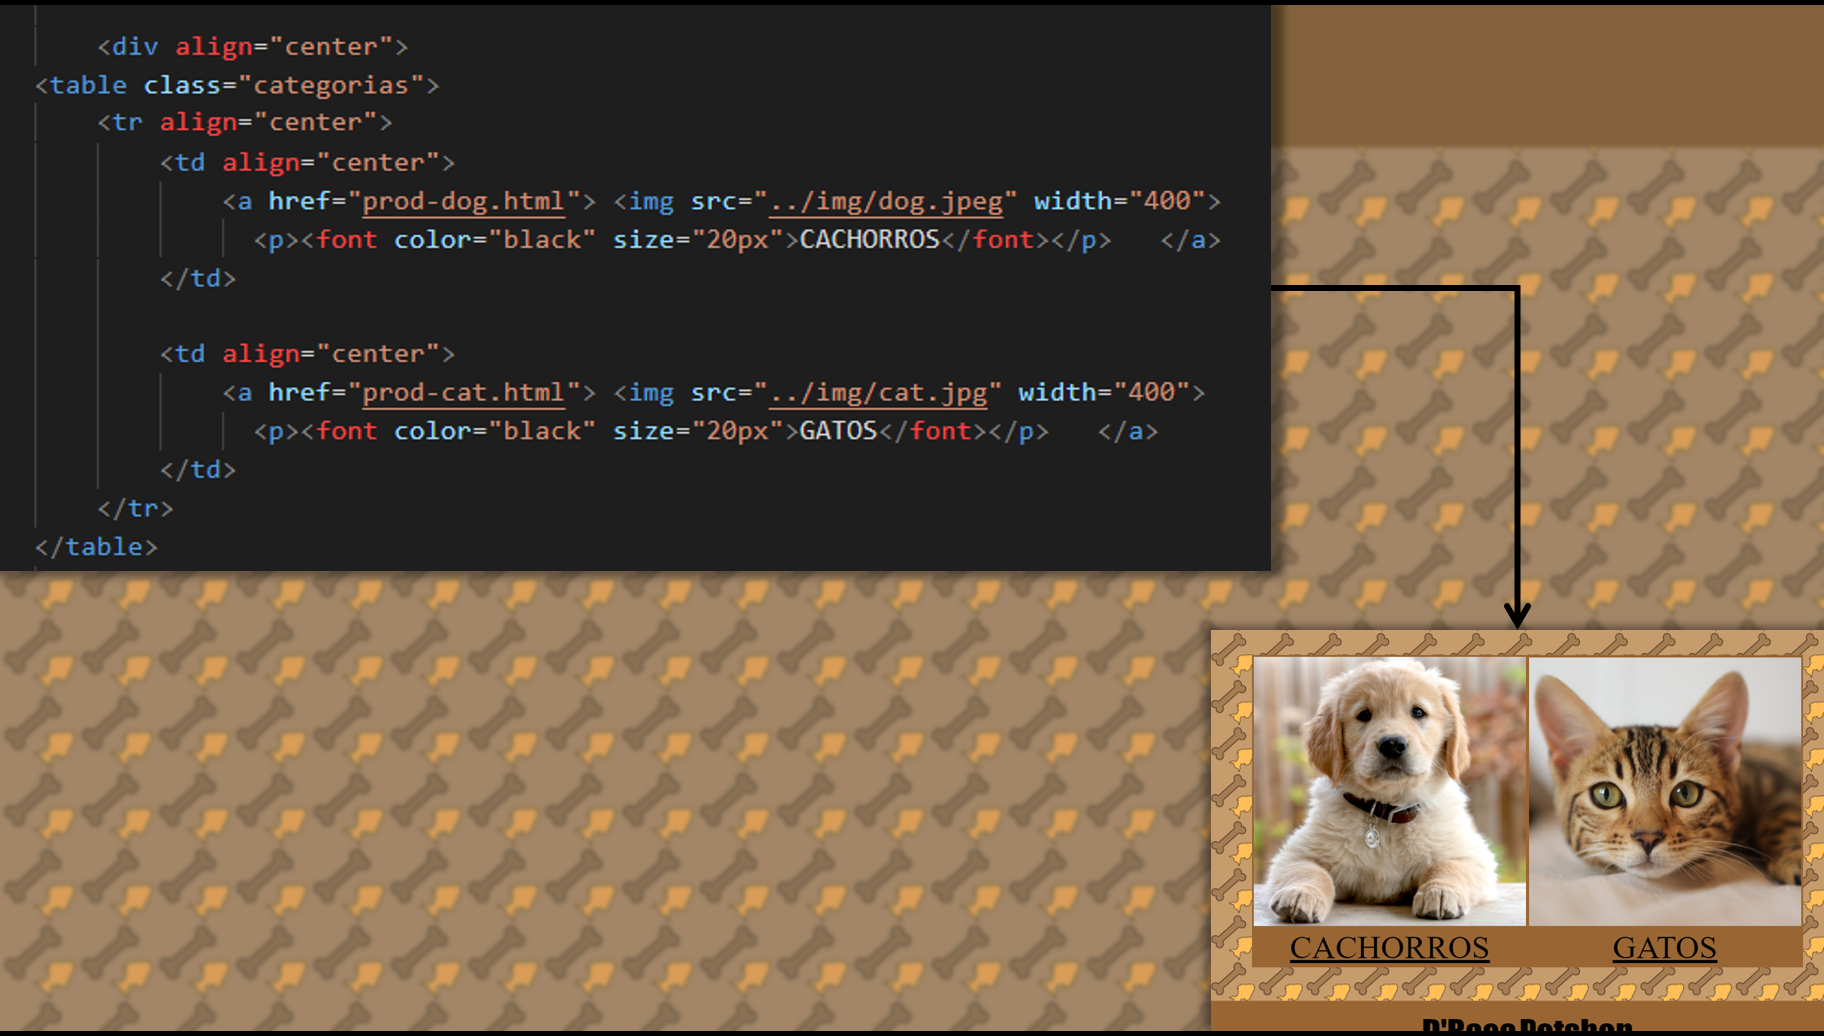 <div align="center">
<table class="categorias">
<tr align="center">
<td align="center">
<a href="prod-dog.html"> <img src="../img/dog.jpeg" width="400">
<p><font color="black" size="20px">CACHORROS</font></p>   </a>
</td>
<td align="center">
<a href="prod-cat.html"> <img src="../img/cat.jpg" width="400">
<p><font color="black" size="20px">GATOS</font></p>   </a>
</td>
</tr>
</table>
CACHORROS
GATOS